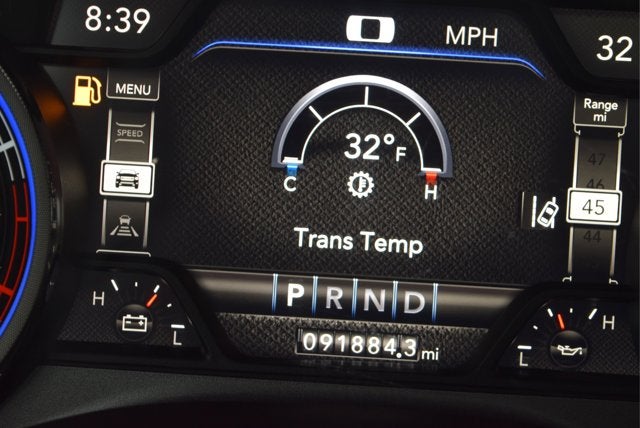 8:39
MPH
32
MENU
Range
mi
SPEED
32°F
47
46
45
44
C
H
Trans Temp
P R N D
H
L
091884.3 mi
L
H